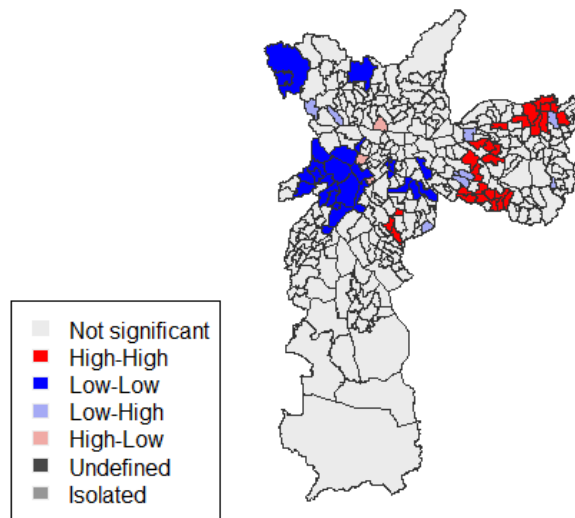 Not significant
High-High
Low-Low
Low-High
High-Low
Undefined
Isolated